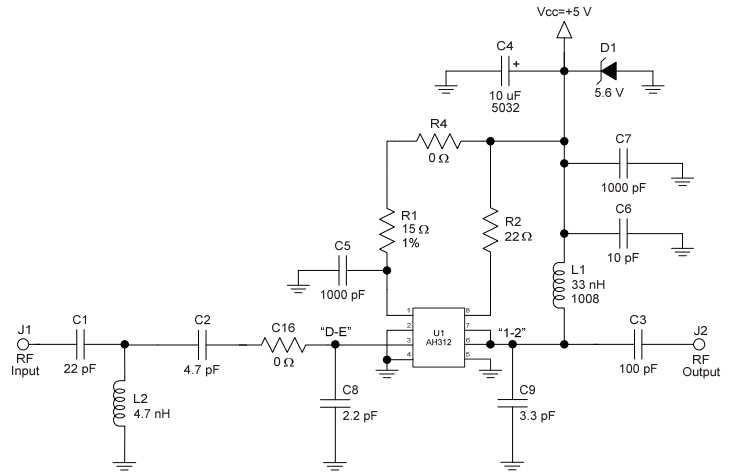 Vcc=+5 V
C4
+
D1
10 uF
5032
5.6 V
R4
0 Ω
C7
1000 pF
R1
15 Ω
1%
R2
22 Ω
C6
10 pF
C5
1000 pF
L1
33 nH
1008
J1
RF
Input
C1
22 pF
C2
4.7 pF
C16
0 Ω
"D-E"
1
2
3
4
U1
AH312
8
7
6
5
"1-2"
C3
100 pF
J2
RF
Output
L2
4.7 nH
C8
2.2 pF
C9
3.3 pF